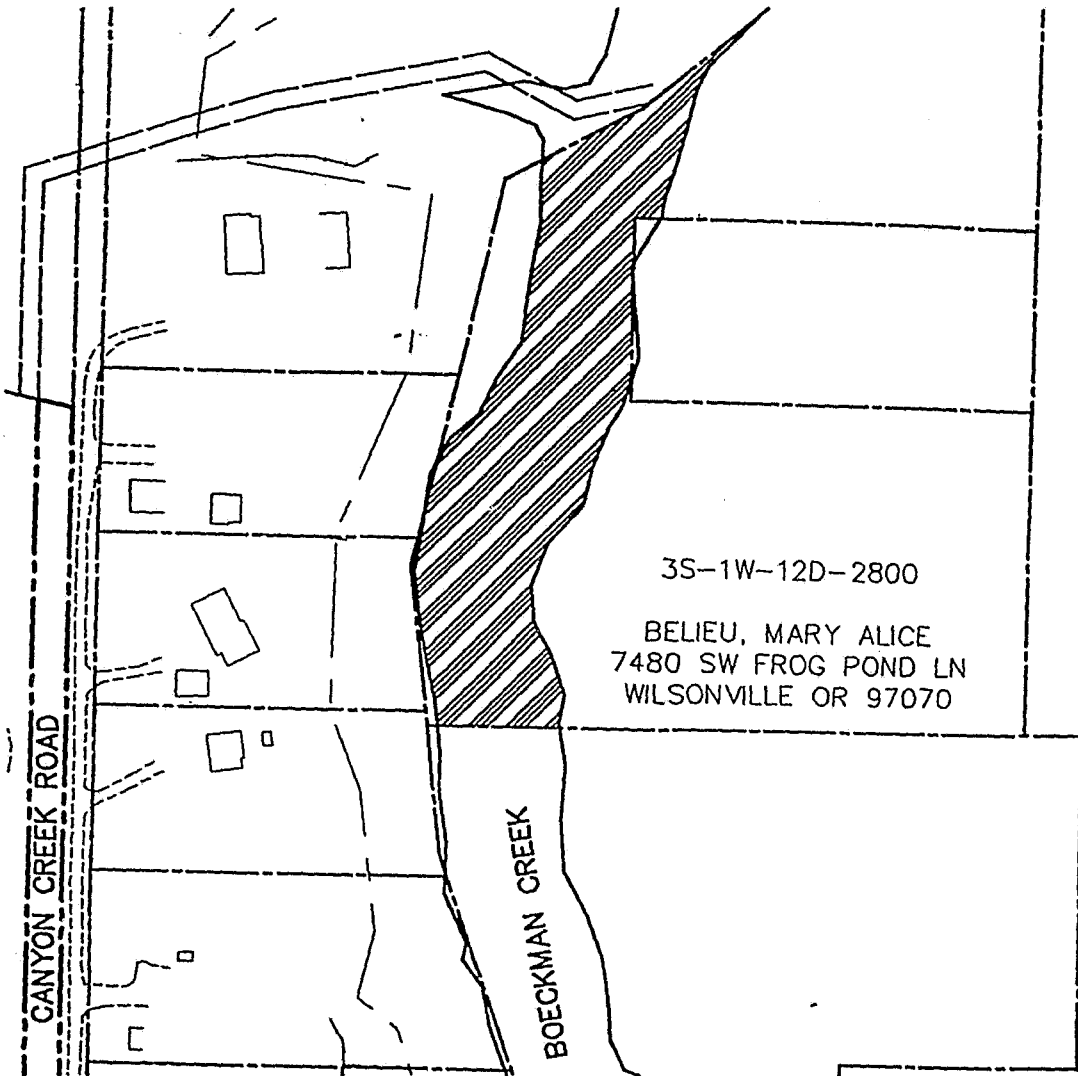 3S-1W-12D-2800
BELIEU, MARY ALICE
7480 SW FROG POND LN
WILSONVILLE OR 97070
CANYON CREEK ROAD
BOECKMAN CREEK